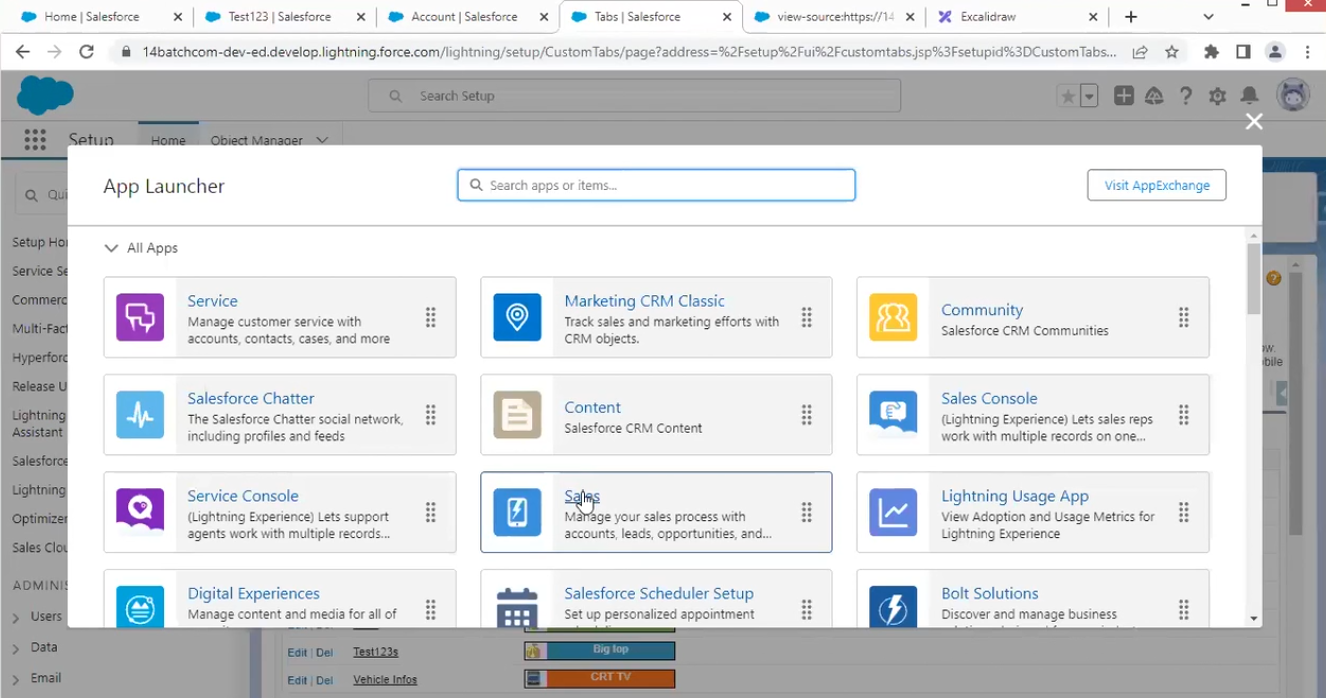 Home | Salesforce
Test123 | Salesforce
Account | Salesforce
Tabs | Salesforce
view-source:https://14
Excalidraw
14batchcom-dev-ed.develop.lightning.force.com/lightning/setup/CustomTabs/page?address=%2Fsetup%2Fui%2Fcustomtabs.jsp%3Fsetupid%3DCustomTabs...
Search Setup
Setup
Home
Object Manager
App Launcher
Search apps or items...
Visit AppExchange
Qui
Setup Ho
Service Se
Commerc
Multi-Fact
Hyperforc
Release U
Lightning
Assistant
Salesforce
Lightning
Optimizer
Sales Clou
ADMINIS
Users
Data
Email
All Apps
Service
Manage customer service with
accounts, contacts, cases, and more
Marketing CRM Classic
Track sales and marketing efforts with
CRM objects.
Community
Salesforce CRM Communities
Salesforce Chatter
The Salesforce Chatter social network,
including profiles and feeds
Content
Salesforce CRM Content
Sales Console
(Lightning Experience) Lets sales reps
work with multiple records on one...
Service Console
(Lightning Experience) Lets support
agents work with multiple records...
Sales
Manage your sales process with
accounts, leads, opportunities, and...
Lightning Usage App
View Adoption and Usage Metrics for
Lightning Experience
Digital Experiences
Manage content and media for all of
Salesforce Scheduler Setup
Set up personalized appointment
Bolt Solutions
Discover and manage business
ow.
bile
Edit | Del
Test123s
Big top
Edit | Del
Vehicle Infos
CRT TV